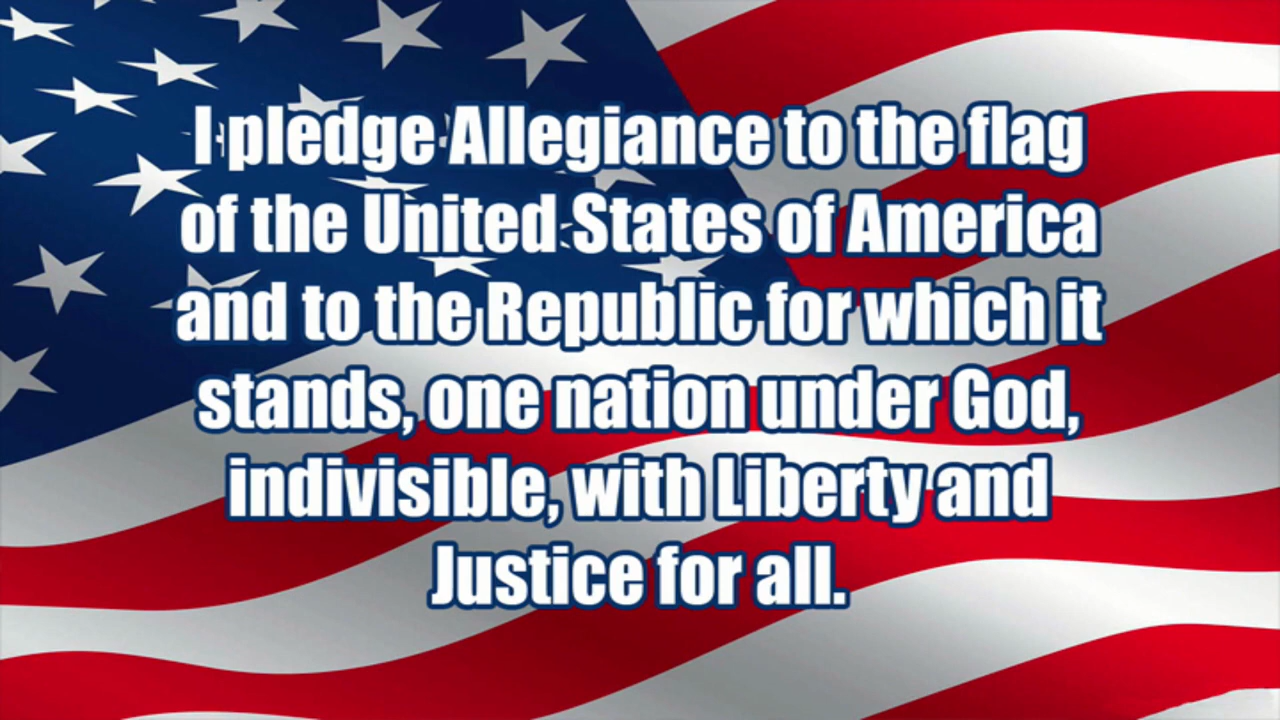 I pledge Allegiance to the flag
of the United States of America
and to the Republic for which it
stands, one nation under God,
indivisible, with Liberty and
Justice for all.